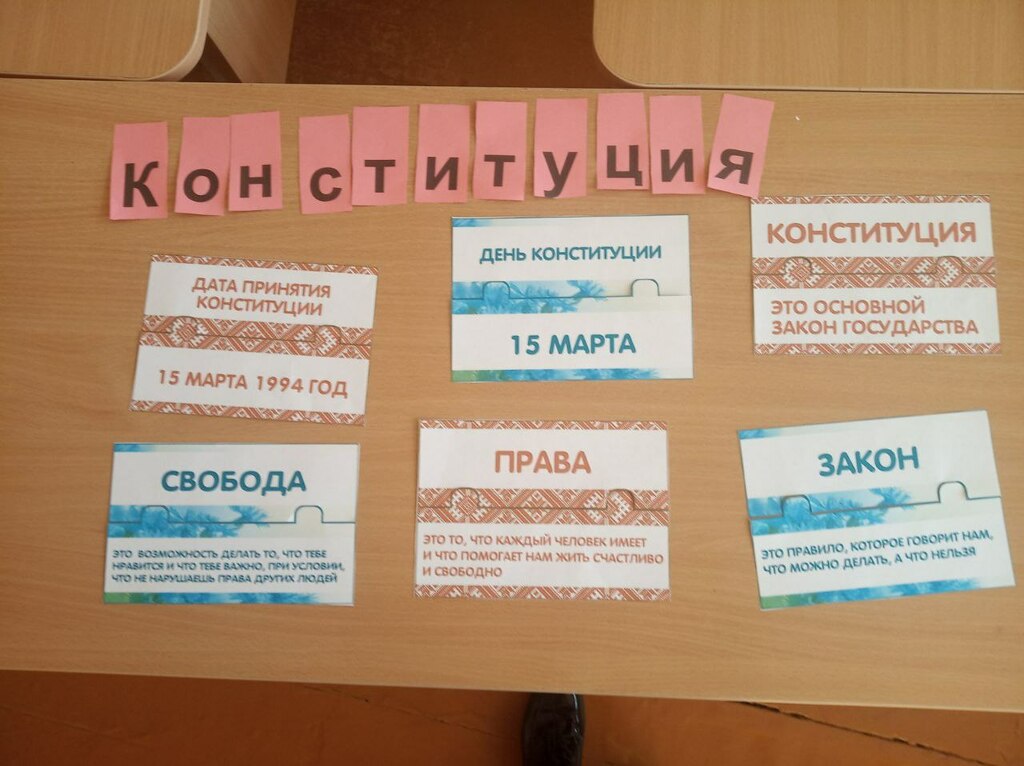 Конституция
ДАТА ПРИНЯТИЯ
КОНСТИТУЦИИ
15 МАРТА 1994 ГОД
ДЕНЬ КОНСТИТУЦИИ
15 МАРТА
КОНСТИТУЦИЯ
ЭТО ОСНОВНОЙ
ЗАКОН ГОСУДАРСТВА
СВОБОДА
ЭТО ВОЗМОЖНОСТЬ ДЕЛАТЬ ТО, ЧТО ТЕБЕ
НРАВИТСЯ И ЧТО ТЕБЕ ВАЖНО, ПРИ УСЛОВИИ,
ЧТО НЕ НАРУШАЕШЬ ПРАВА ДРУГИХ ЛЮДЕЙ
ПРАВА
ЭТО ТО, ЧТО КАЖДЫЙ ЧЕЛОВЕК ИМЕЕТ
И ЧТО ПОМОГАЕТ НАМ ЖИТЬ СЧАСТЛИВО
И СВОБОДНО
ЗАКОН
ЭТО ПРАВИЛО, КОТОРОЕ ГОВОРИТ НАМ,
ЧТО МОЖНО ДЕЛАТЬ, А ЧТО НЕЛЬЗЯ